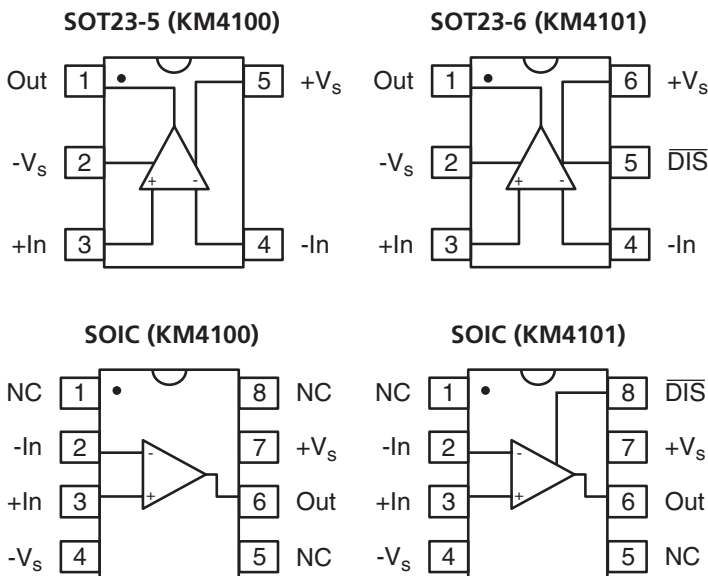 SOT23-5 (KM4100)
Out 1 5 +Vs
-Vs 2
+ -
+In 3 4 -In
SOT23-6 (KM4101)
Out 1 6 +Vs
-Vs 2 5 D̅I̅S̅
+ -
+In 3 4 -In
SOIC (KM4100)
NC 1 8 NC
-In 2 - 7 +Vs
+In 3 + 6 Out
-Vs 4 5 NC
SOIC (KM4101)
NC 1 8 D̅I̅S̅
-In 2 - 7 +Vs
+In 3 + 6 Out
-Vs 4 5 NC